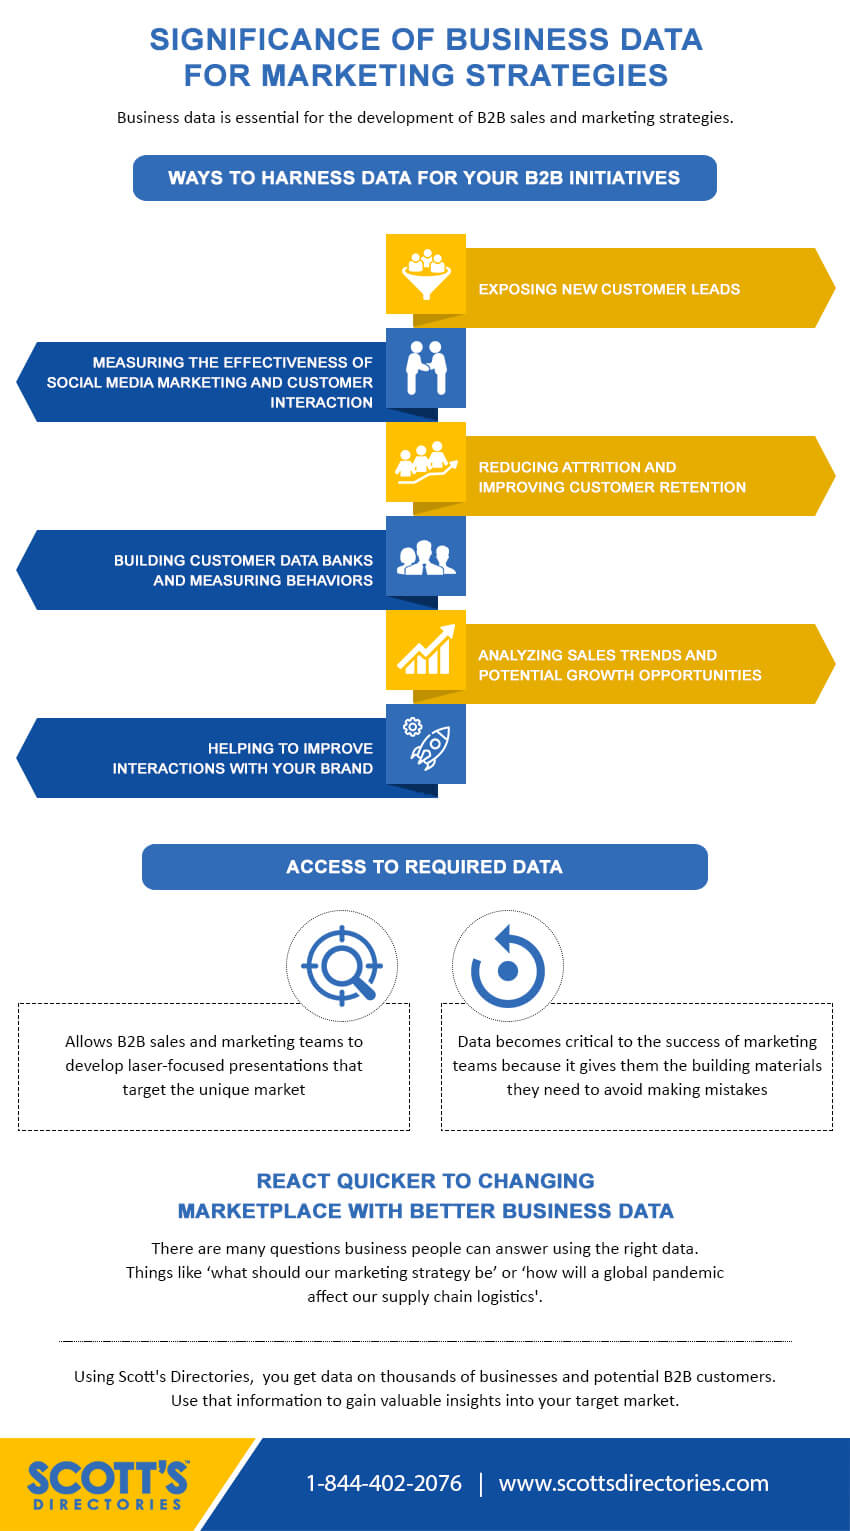 SIGNIFICANCE OF BUSINESS DATA
FOR MARKETING STRATEGIES
Business data is essential for the development of B2B sales and marketing strategies.
WAYS TO HARNESS DATA FOR YOUR B2B INITIATIVES
EXPOSING NEW CUSTOMER LEADS
MEASURING THE EFFECTIVENESS OF
SOCIAL MEDIA MARKETING AND CUSTOMER
INTERACTION
REDUCING ATTRITION AND
IMPROVING CUSTOMER RETENTION
BUILDING CUSTOMER DATA BANKS
AND MEASURING BEHAVIORS
ANALYZING SALES TRENDS AND
POTENTIAL GROWTH OPPORTUNITIES
HELPING TO IMPROVE
INTERACTIONS WITH YOUR BRAND
ACCESS TO REQUIRED DATA
Allows B2B sales and marketing teams to
develop laser-focused presentations that
target the unique market
Data becomes critical to the success of marketing
teams because it gives them the building materials
they need to avoid making mistakes
REACT QUICKER TO CHANGING
MARKETPLACE WITH BETTER BUSINESS DATA
There are many questions business people can answer using the right data.
Things like ‘what should our marketing strategy be’ or ‘how will a global pandemic
affect our supply chain logistics'.
Using Scott's Directories,  you get data on thousands of businesses and potential B2B customers.
Use that information to gain valuable insights into your target market.
SCOTT'S™
DIRECTORIES
1-844-402-2076 | www.scottsdirectories.com